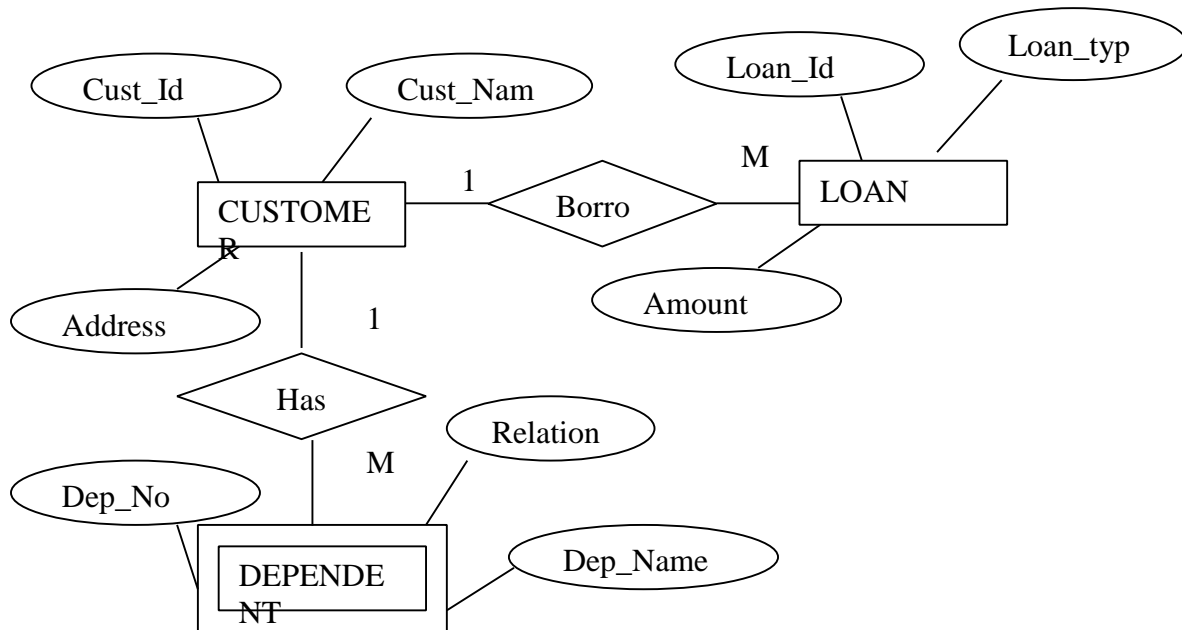 Loan_typ
Loan_Id
Cust_Id
Cust_Nam
M
1
LOAN
Borro
CUSTOME
R
Amount
Address
1
Has
Relation
M
Dep_No
Dep_Name
DEPENDE
NT